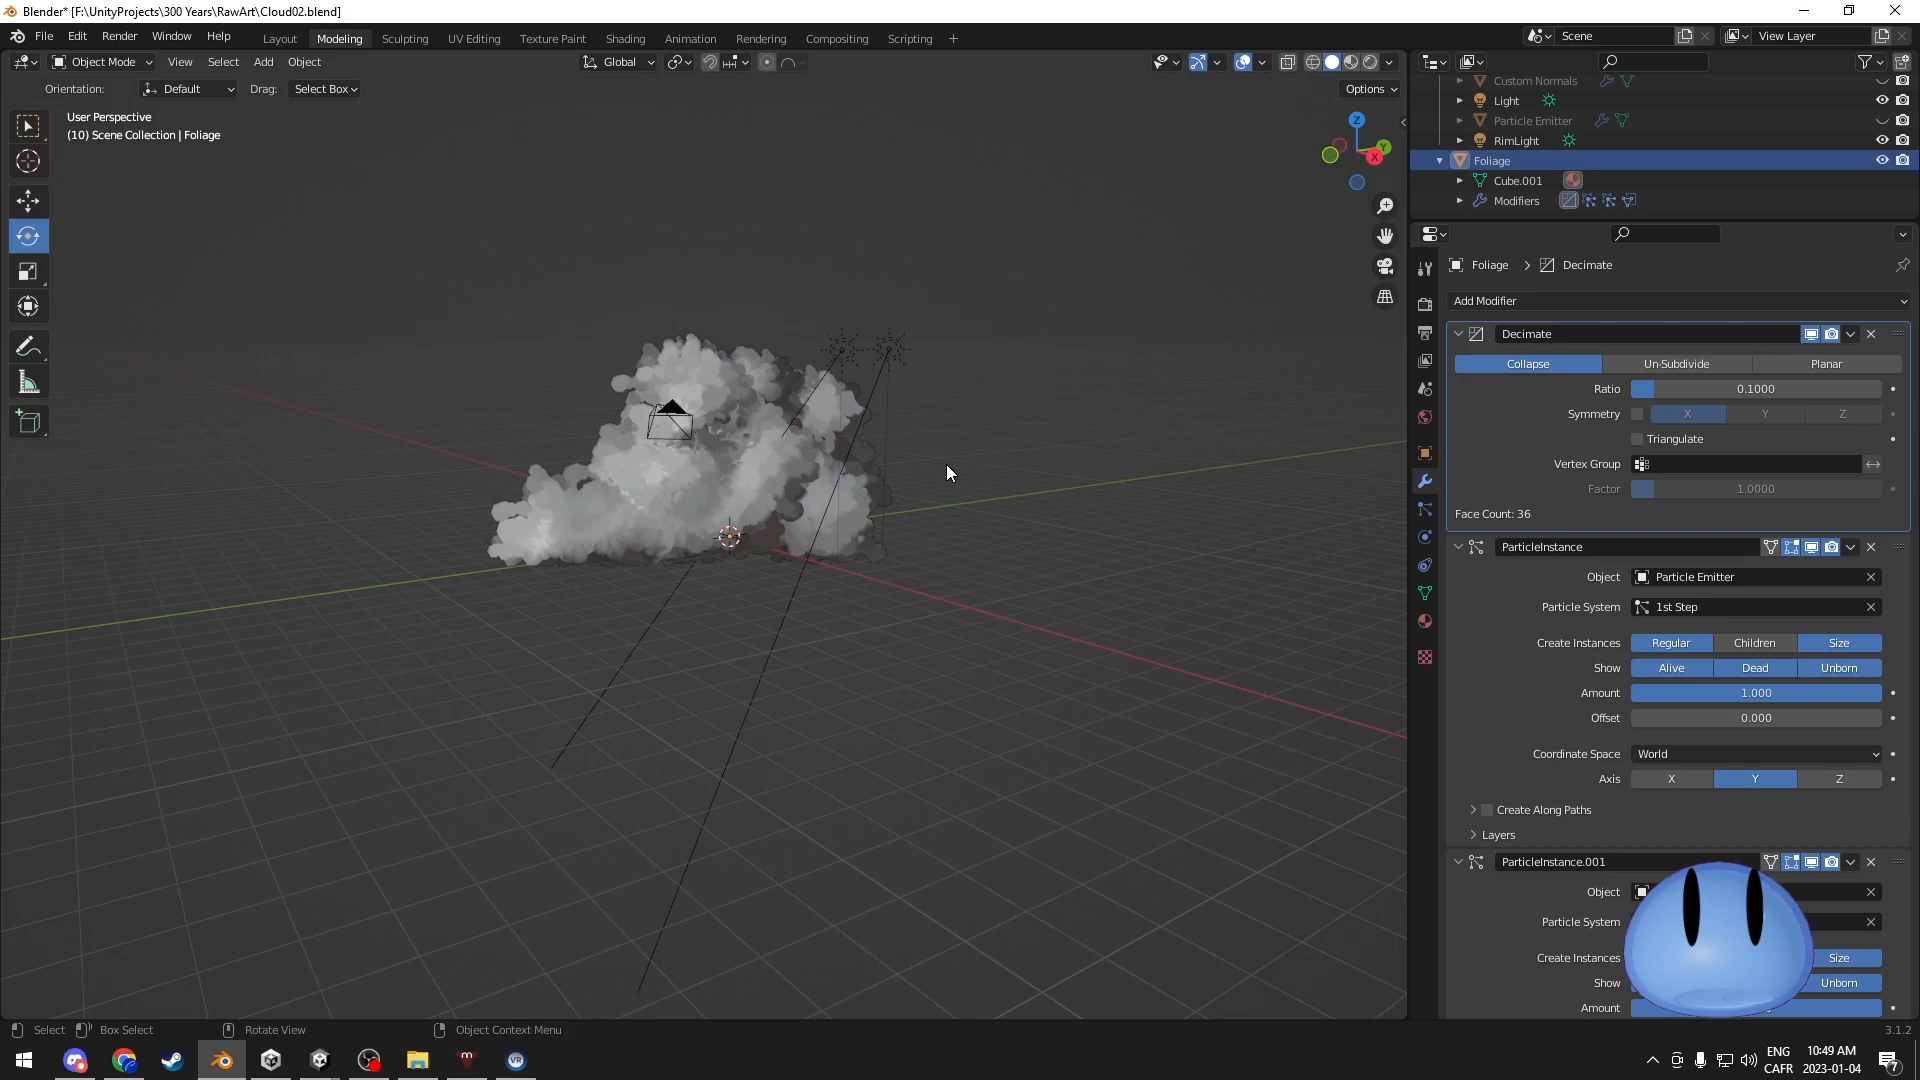 Blender* [F:\UnityProjects\300 Years\RawArt\Cloud02.blend]
File Edit Render Window Help
Layout Modeling Sculpting UV Editing Texture Paint Shading Animation Rendering Compositing Scripting +
Scene View Layer
Object Mode View Select Add Object
Global
Orientation: Default Drag: Select Box
Options
User Perspective
(10) Scene Collection | Foliage
Z
Y
X
Custom Normals
Light
Particle Emitter
RimLight
Foliage
Cube.001
Modifiers
Foliage > Decimate
Add Modifier
Decimate
Collapse Un-Subdivide Planar
Ratio 0.1000
Symmetry X Y Z
Triangulate
Vertex Group
Factor 1.0000
Face Count: 36
ParticleInstance
Object Particle Emitter
Particle System 1st Step
Create Instances Regular Children Size
Show Alive Dead Unborn
Amount 1.000
Offset 0.000
Coordinate Space World
Axis X Y Z
Create Along Paths
Layers
ParticleInstance.001
Object
Particle System
Create Instances Size
Show Unborn
Amount
Select Box Select Rotate View Object Context Menu
3.1.2
ENG
CAFR
10:49 AM
2023-01-04
7